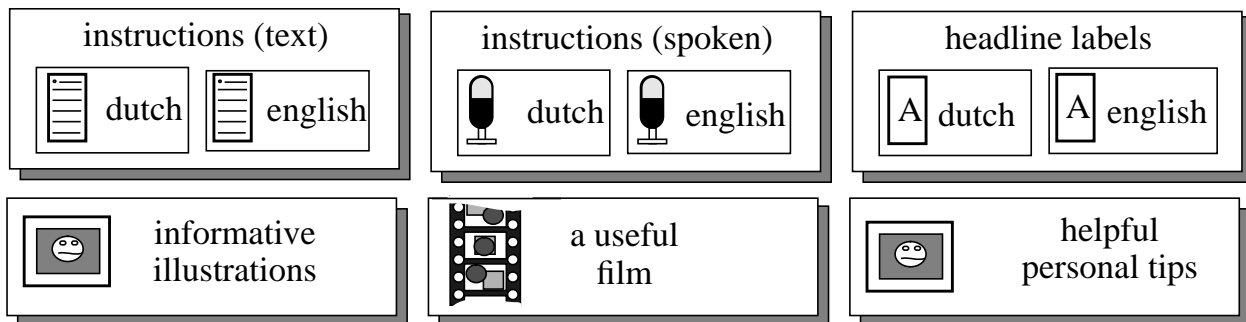 instructions (text)
dutch
english
instructions (spoken)
dutch
english
headline labels
A dutch
A english
informative
illustrations
a useful
film
helpful
personal tips